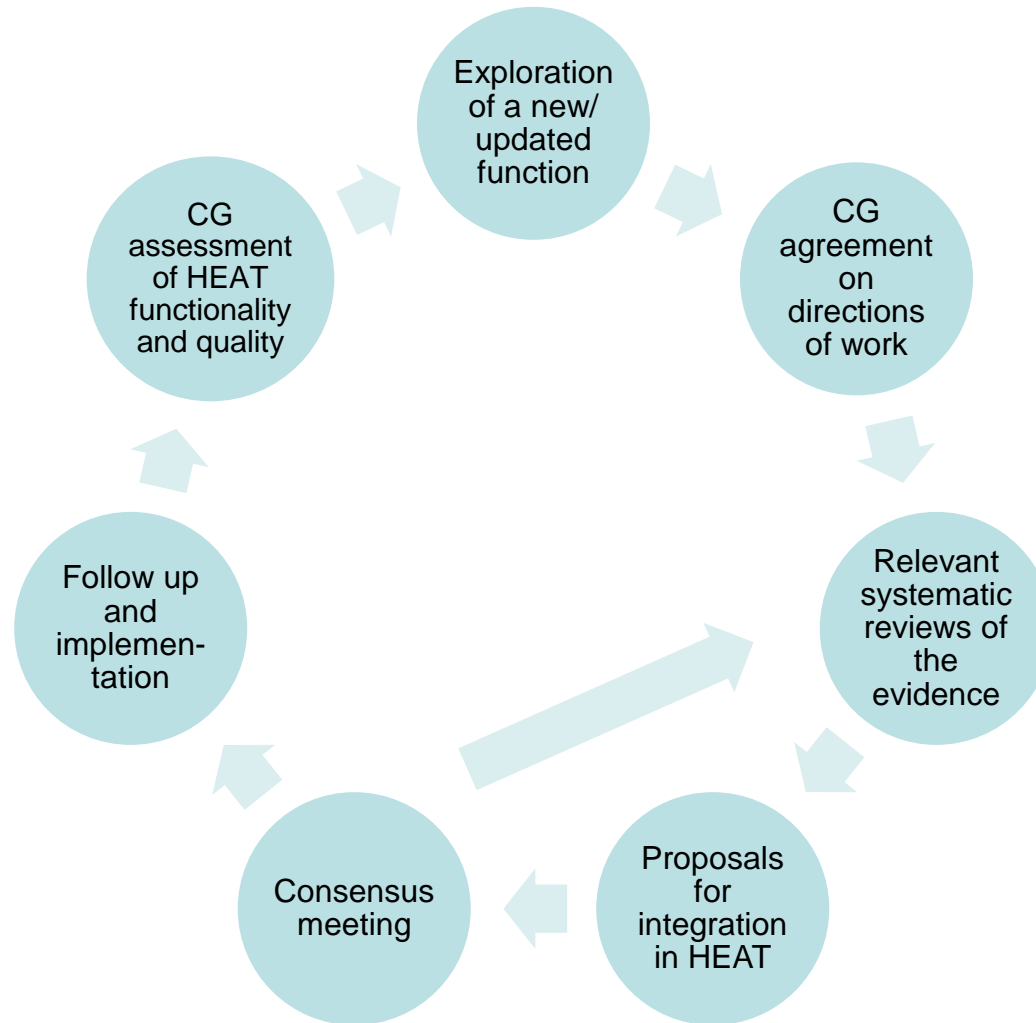 Exploration
of a new/
updated
function
CG
agreement
on
directions
of work
Relevant
systematic
reviews of
the
evidence
Proposals
for
integration
in HEAT
Consensus
meeting
Follow up
and
implemen-
tation
CG
assessment
of HEAT
functionality
and quality